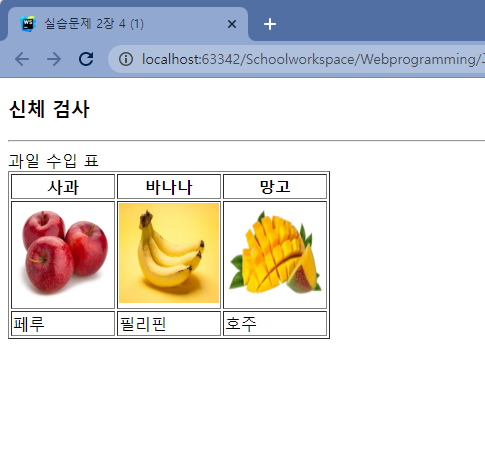 실습문제 2장 4 (1)
localhost:63342/Schoolworkspace/Webprogramming/
신체 검사
과일 수입 표
사과 바나나 망고
페루 필리핀 호주